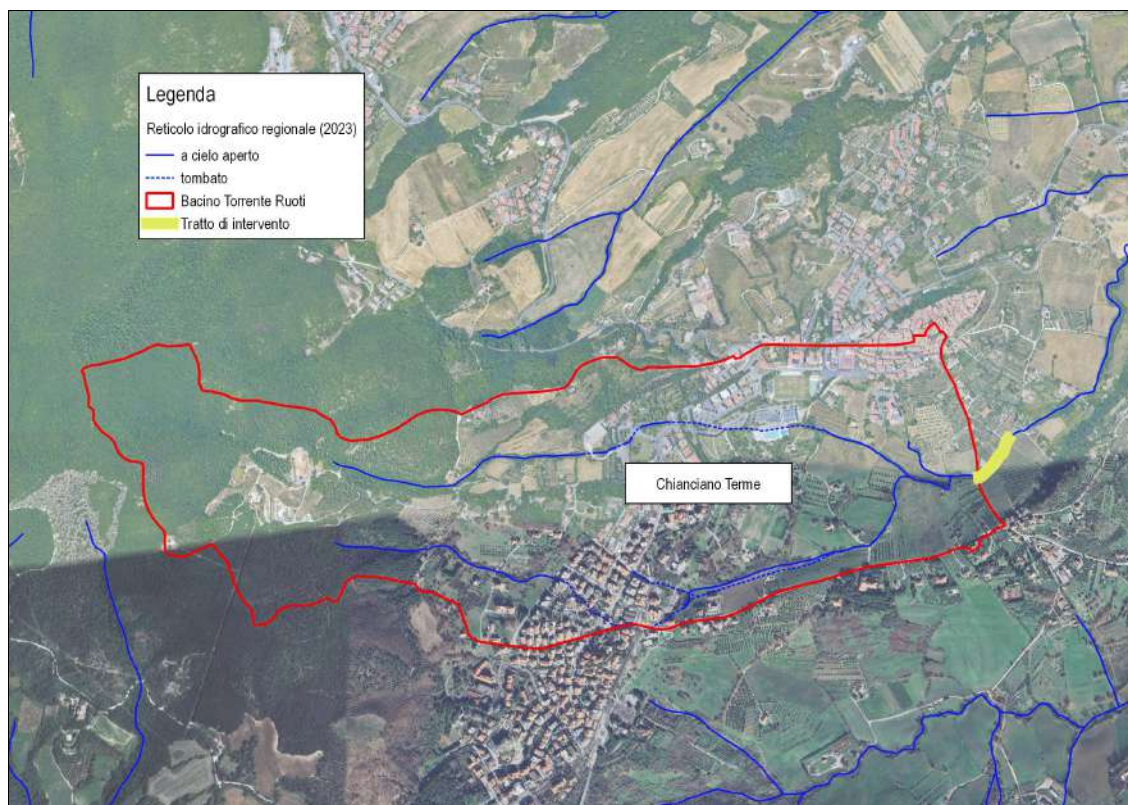 Legenda
Reticolo idrografico regionale (2023)
a cielo aperto
tombato
Bacino Torrente Ruoti
Tratto di intervento
Chianciano Terme